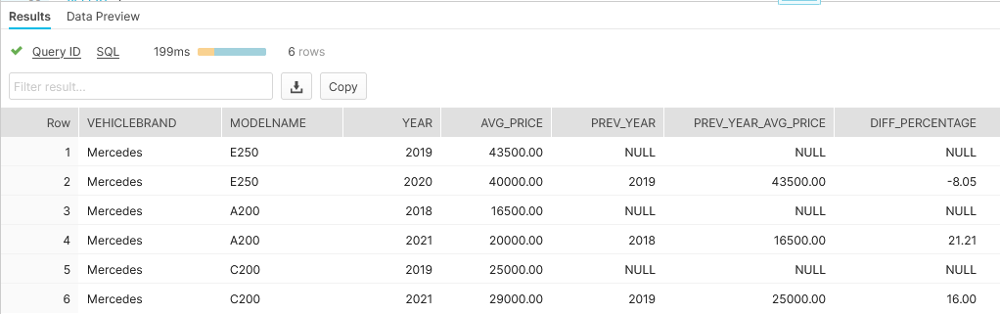 Results Data Preview
Query ID SQL 199ms 6 rows
Filter result... Copy
Row VEHICLEBRAND MODELNAME YEAR AVG_PRICE PREV_YEAR PREV_YEAR_AVG_PRICE DIFF_PERCENTAGE
1 Mercedes E250 2019 43500.00 NULL NULL NULL
2 Mercedes E250 2020 40000.00 2019 43500.00 -8.05
3 Mercedes A200 2018 16500.00 NULL NULL NULL
4 Mercedes A200 2021 20000.00 2018 16500.00 21.21
5 Mercedes C200 2019 25000.00 NULL NULL NULL
6 Mercedes C200 2021 29000.00 2019 25000.00 16.00